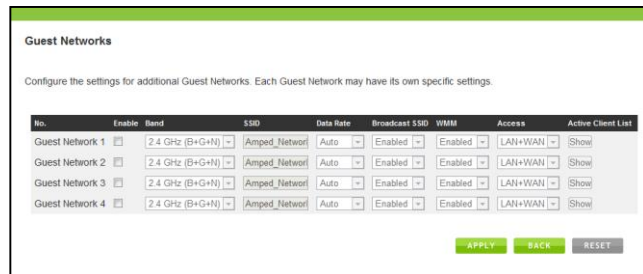 Guest Networks
Configure the settings for additional Guest Networks. Each Guest Network may have its own specific settings.
No. Enable Band SSID Data Rate Broadcast SSID WMM Access Active Client List
Guest Network 1 2.4 GHz (B+G+N) Amped_Networl Auto Enabled Enabled LAN+WAN Show
Guest Network 2 2.4 GHz (B+G+N) Amped_Networl Auto Enabled Enabled LAN+WAN Show
Guest Network 3 2.4 GHz (B+G+N) Amped_Networl Auto Enabled Enabled LAN+WAN Show
Guest Network 4 2.4 GHz (B+G+N) Amped_Networl Auto Enabled Enabled LAN+WAN Show
APPLY BACK RESET